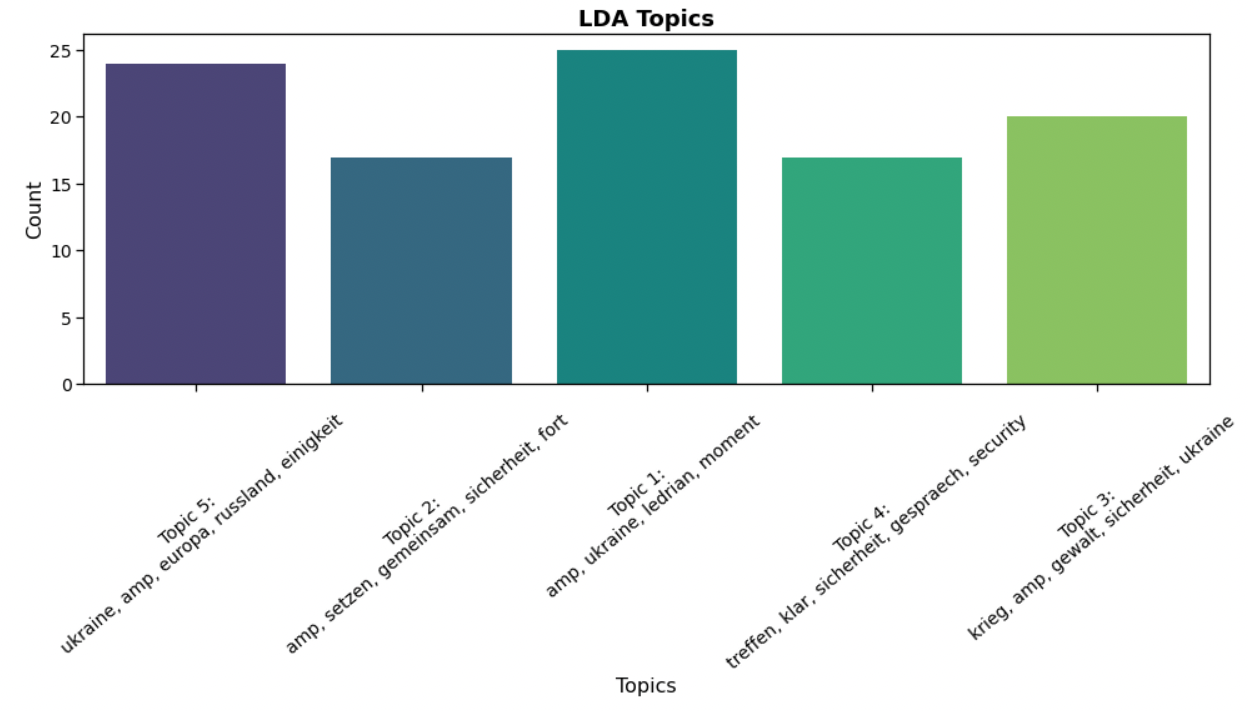 LDA Topics
Count
25
20
15
10
5
0
Topic 5:
ukraine, amp, europa, russland, einigkeit
Topic 2:
amp, setzen, gemeinsam, sicherheit, fort
Topic 1:
amp, ukraine, ledrian, moment
Topic 4:
treffen, klar, sicherheit, gespraech, security
Topic 3:
krieg, amp, gewalt, sicherheit, ukraine
Topics